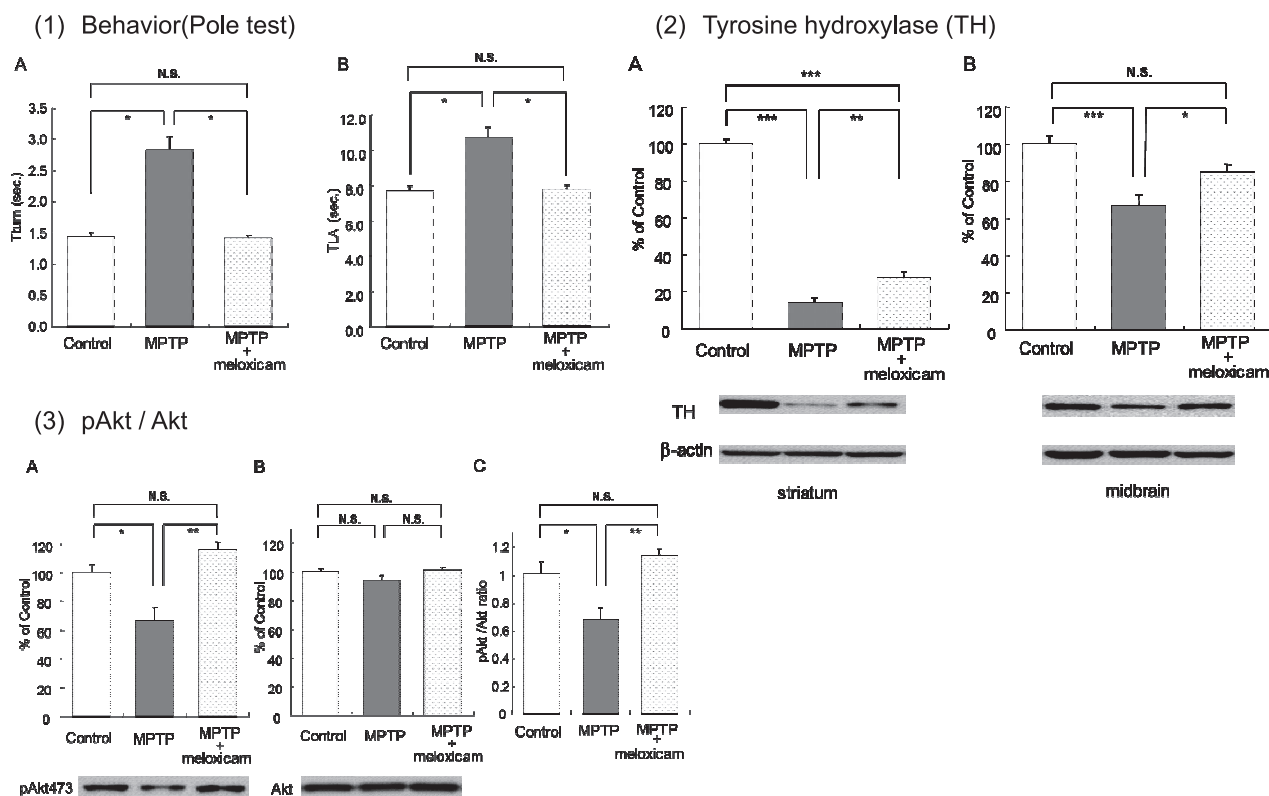 (1) Behavior(Pole test)
A
N.S.
* *
3.5
3.0
2.5
2.0
1.5
1.0
0.5
0.0
Tturn (sec.)
Control
MPTP
MPTP
+
meloxicam
B
N.S.
* *
12.0
10.0
8.0
6.0
4.0
2.0
0.0
TLA (sec.)
Control
MPTP
MPTP
+
meloxicam
(2) Tyrosine hydroxylase (TH)
A
***
*** **
120
100
80
60
40
20
0
% of Control
Control
MPTP
MPTP
+
meloxicam
TH
β-actin
striatum
B
N.S.
*** *
120
100
80
60
40
20
0
% of Control
Control
MPTP
MPTP
+
meloxicam
midbrain
(3) pAkt / Akt
A
N.S.
* **
120
100
80
60
40
20
0
% of Control
Control
MPTP
MPTP
+
meloxicam
pAkt473
B
N.S.
N.S. N.S.
120
100
80
60
40
20
0
% of Control
Control
MPTP
MPTP
+
meloxicam
Akt
C
N.S.
* **
1.2
1
0.8
0.6
0.4
0.2
0
pAkt /Akt ratio
Control
MPTP
MPTP
+
meloxicam